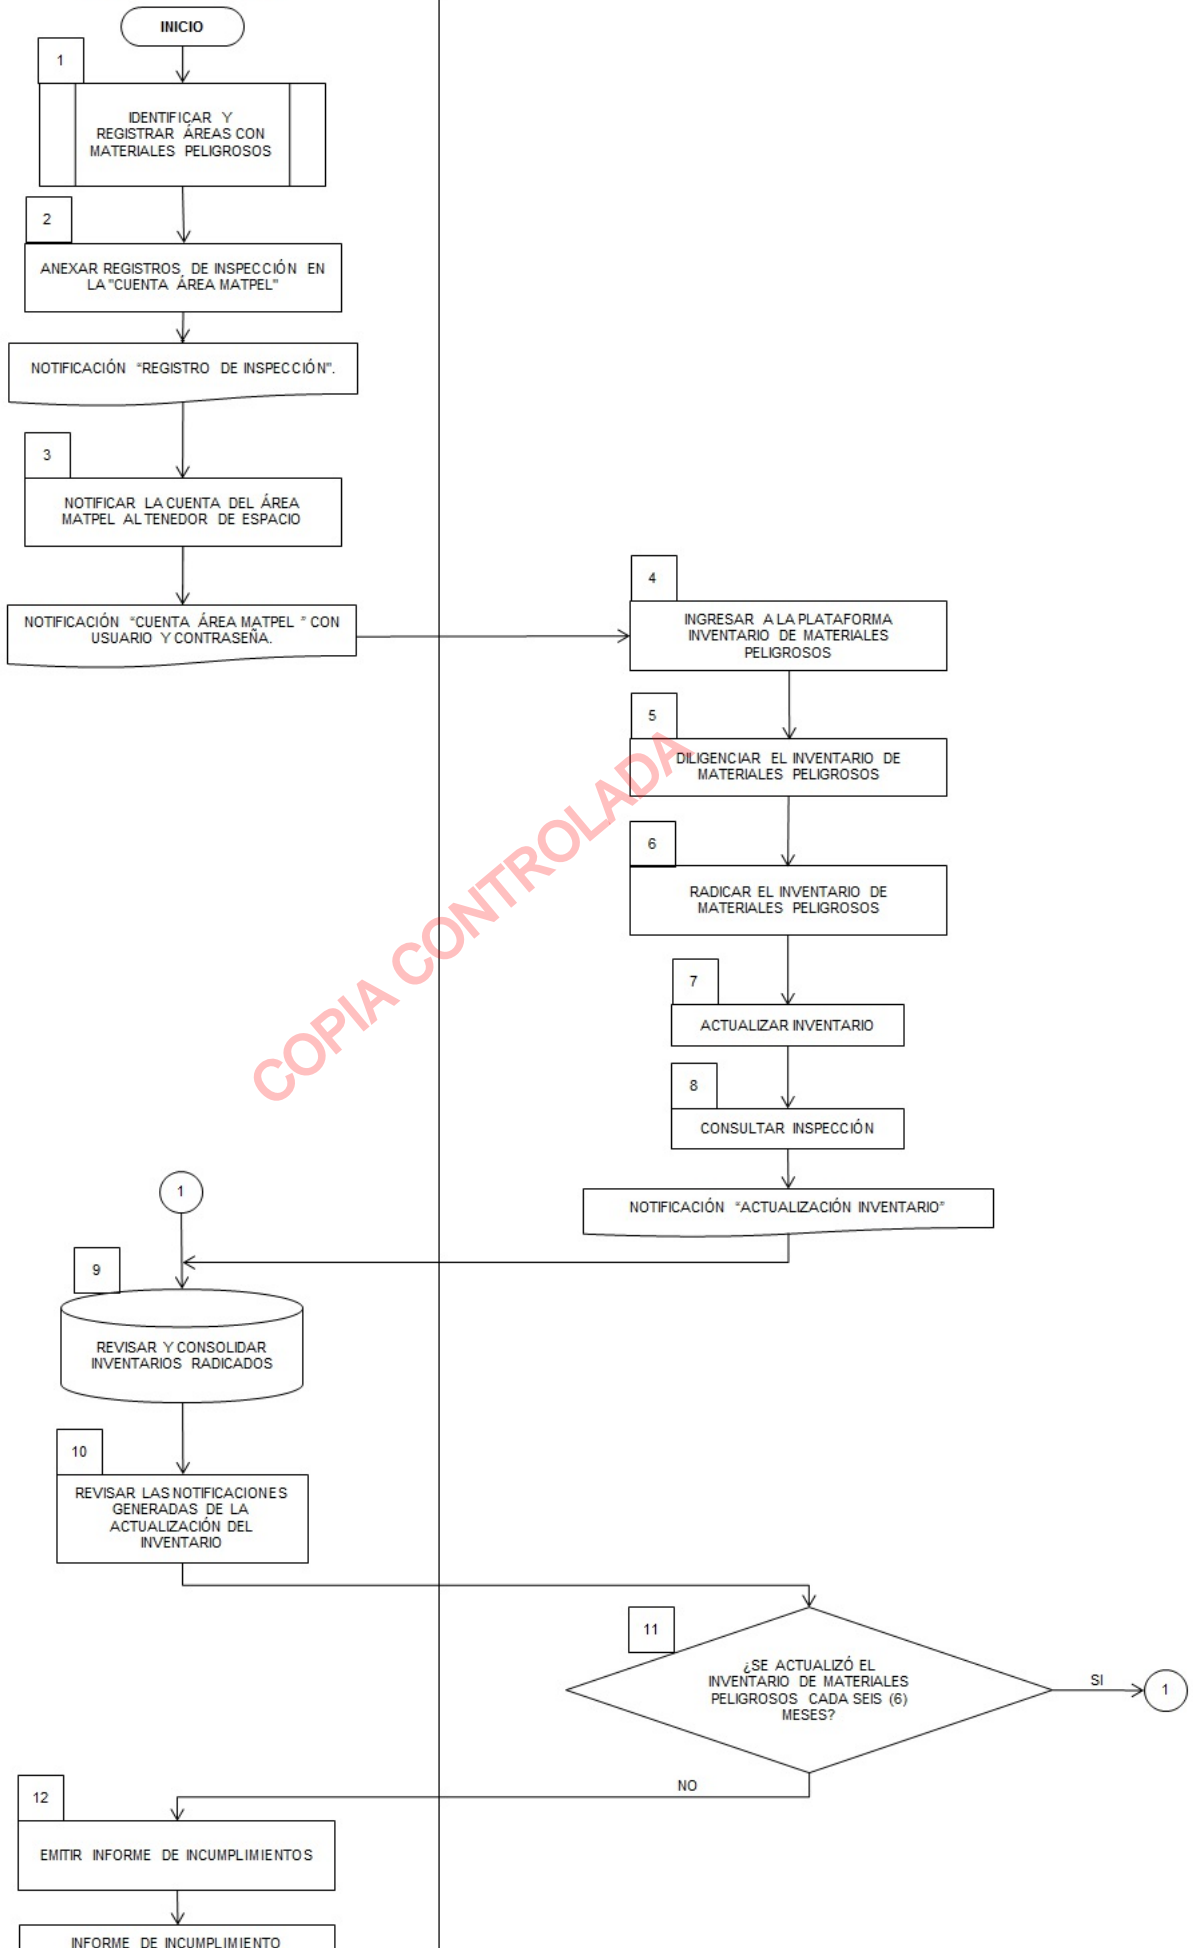 INICIO
1
IDENTIFICAR Y
REGISTRAR ÁREAS CON
MATERIALES PELIGROSOS
2
ANEXAR REGISTROS DE INSPECCIÓN EN
LA "CUENTA ÁREA MATPEL"
NOTIFICACIÓN “REGISTRO DE INSPECCIÓN”.
3
NOTIFICAR LA CUENTA DEL ÁREA
MATPEL AL TENEDOR DE ESPACIO
NOTIFICACIÓN “CUENTA ÁREA MATPEL ” CON
USUARIO Y CONTRASEÑA.
4
INGRESAR A LA PLATAFORMA
INVENTARIO DE MATERIALES
PELIGROSOS
5
DILIGENCIAR EL INVENTARIO DE
MATERIALES PELIGROSOS
6
RADICAR EL INVENTARIO DE
MATERIALES PELIGROSOS
7
ACTUALIZAR INVENTARIO
8
CONSULTAR INSPECCIÓN
NOTIFICACIÓN “ACTUALIZACIÓN INVENTARIO”
COPIA CONTROLADA
1
9
REVISAR Y CONSOLIDAR
INVENTARIOS RADICADOS
10
REVISAR LAS NOTIFICACIONES
GENERADAS DE LA
ACTUALIZACIÓN DEL
INVENTARIO
11
¿SE ACTUALIZÓ EL
INVENTARIO DE MATERIALES
PELIGROSOS CADA SEIS (6)
MESES?
SI
1
NO
12
EMITIR INFORME DE INCUMPLIMIENTOS
INFORME DE INCUMPLIMIENTO